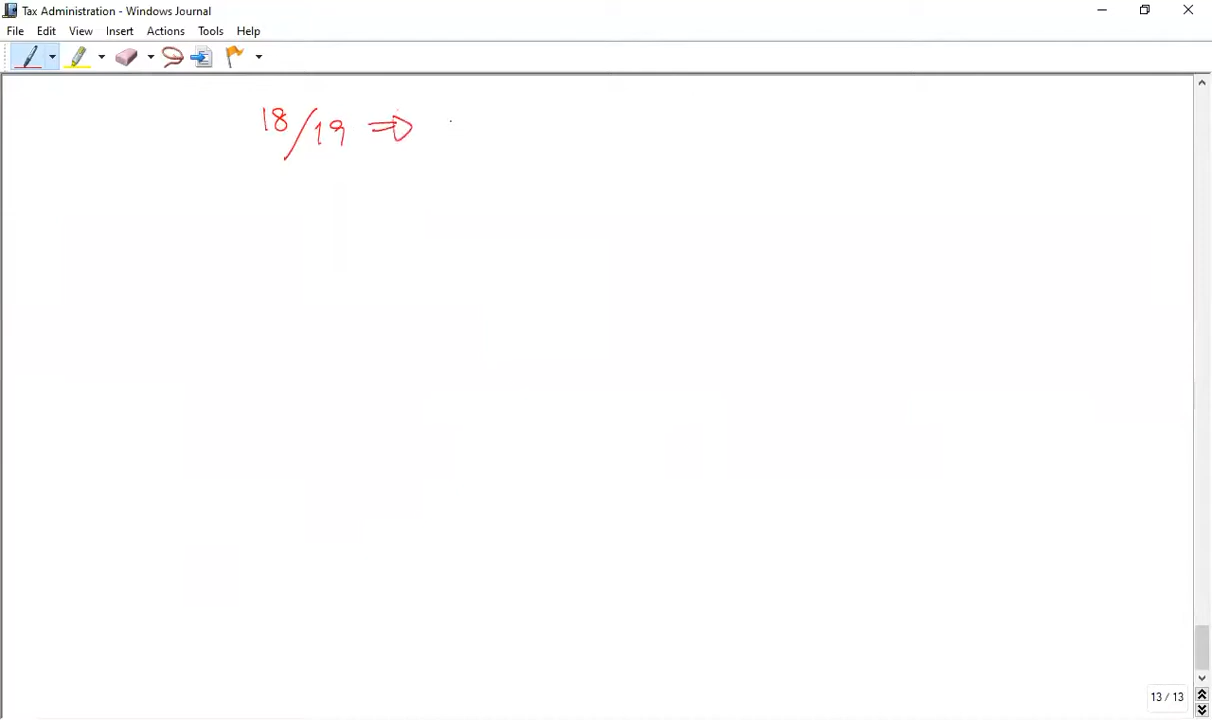 Tax Administration - Windows Journal
File Edit View Insert Actions Tools Help
18/19 ⇒
13 / 13